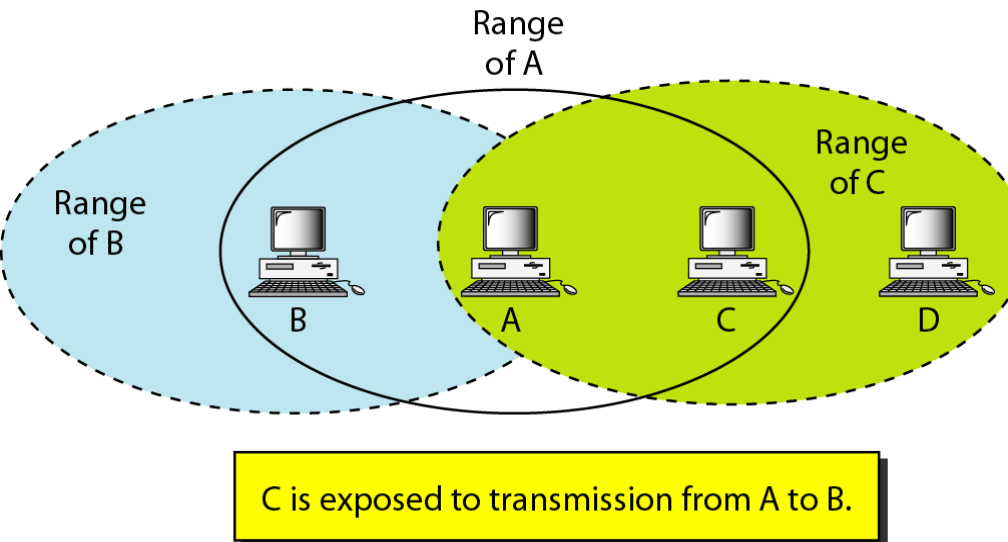 Range
of A
Range
of C
Range
of B
B
A
C
D
C is exposed to transmission from A to B.